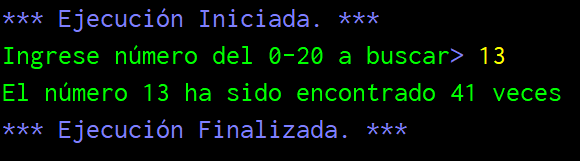 *** Ejecución Iniciada. ***
Ingrese número del 0-20 a buscar> 13
El número 13 ha sido encontrado 41 veces
*** Ejecución Finalizada. ***